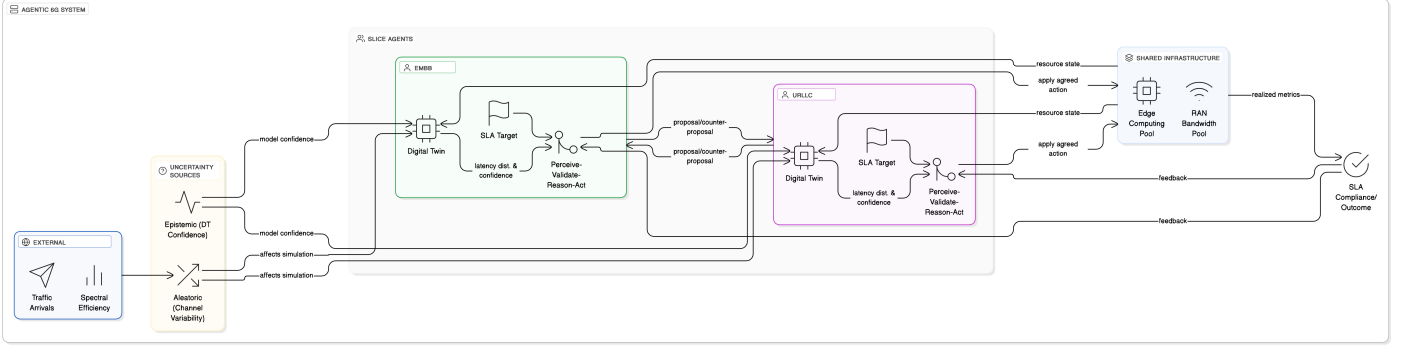 AGENTIC 6G SYSTEM
SLICE AGENTS
EMBB
SLA Target
Digital Twin
latency dist. &
confidence
Perceive-
Validate-
Reason-Act
proposal/counter-
proposal
proposal/counter-
proposal
URLLC
SLA Target
Digital Twin
latency dist. &
confidence
Perceive-
Validate-
Reason-Act
resource state
apply agreed
action
resource state
apply agreed
action
SHARED INFRASTRUCTURE
Edge
Computing
Pool
RAN
Bandwidth
Pool
realized metrics
feedback
feedback
SLA
Compliance/
Outcome
model confidence
UNCERTAINTY
SOURCES
Epistemic (DT
Confidence)
model confidence
affects simulation
affects simulation
Aleatoric
(Channel
Variability)
EXTERNAL
Traffic
Arrivals
Spectral
Efficiency